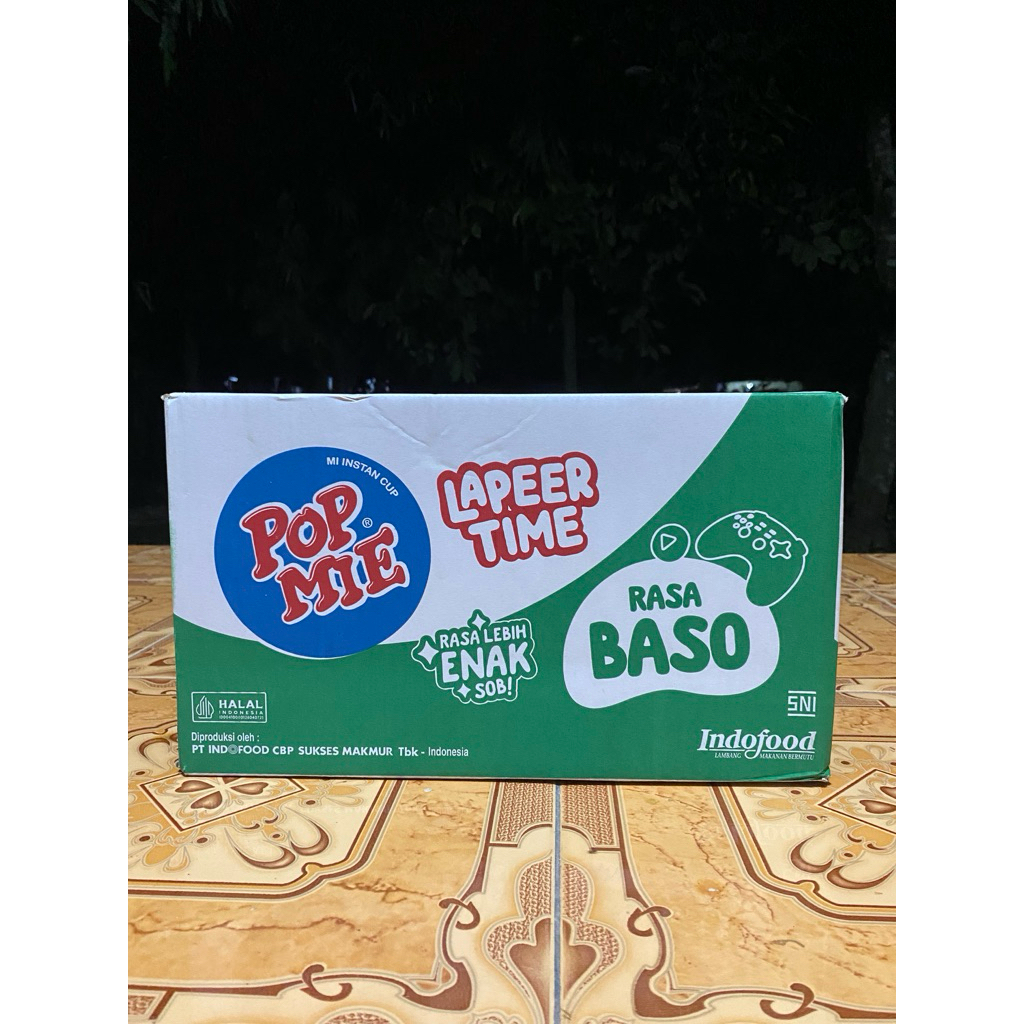 MI INSTAN CUP
POP
MIE®
LAPEER
TIME
RASA LEBIH
ENAK
SOB!
RASA
BASO
HALAL
INDONESIA
Diproduksi oleh :
PT INDOFOOD CBP SUKSES MAKMUR Tbk - Indonesia
SNI
Indofood
LAMBANG MAKANAN BERMUTU